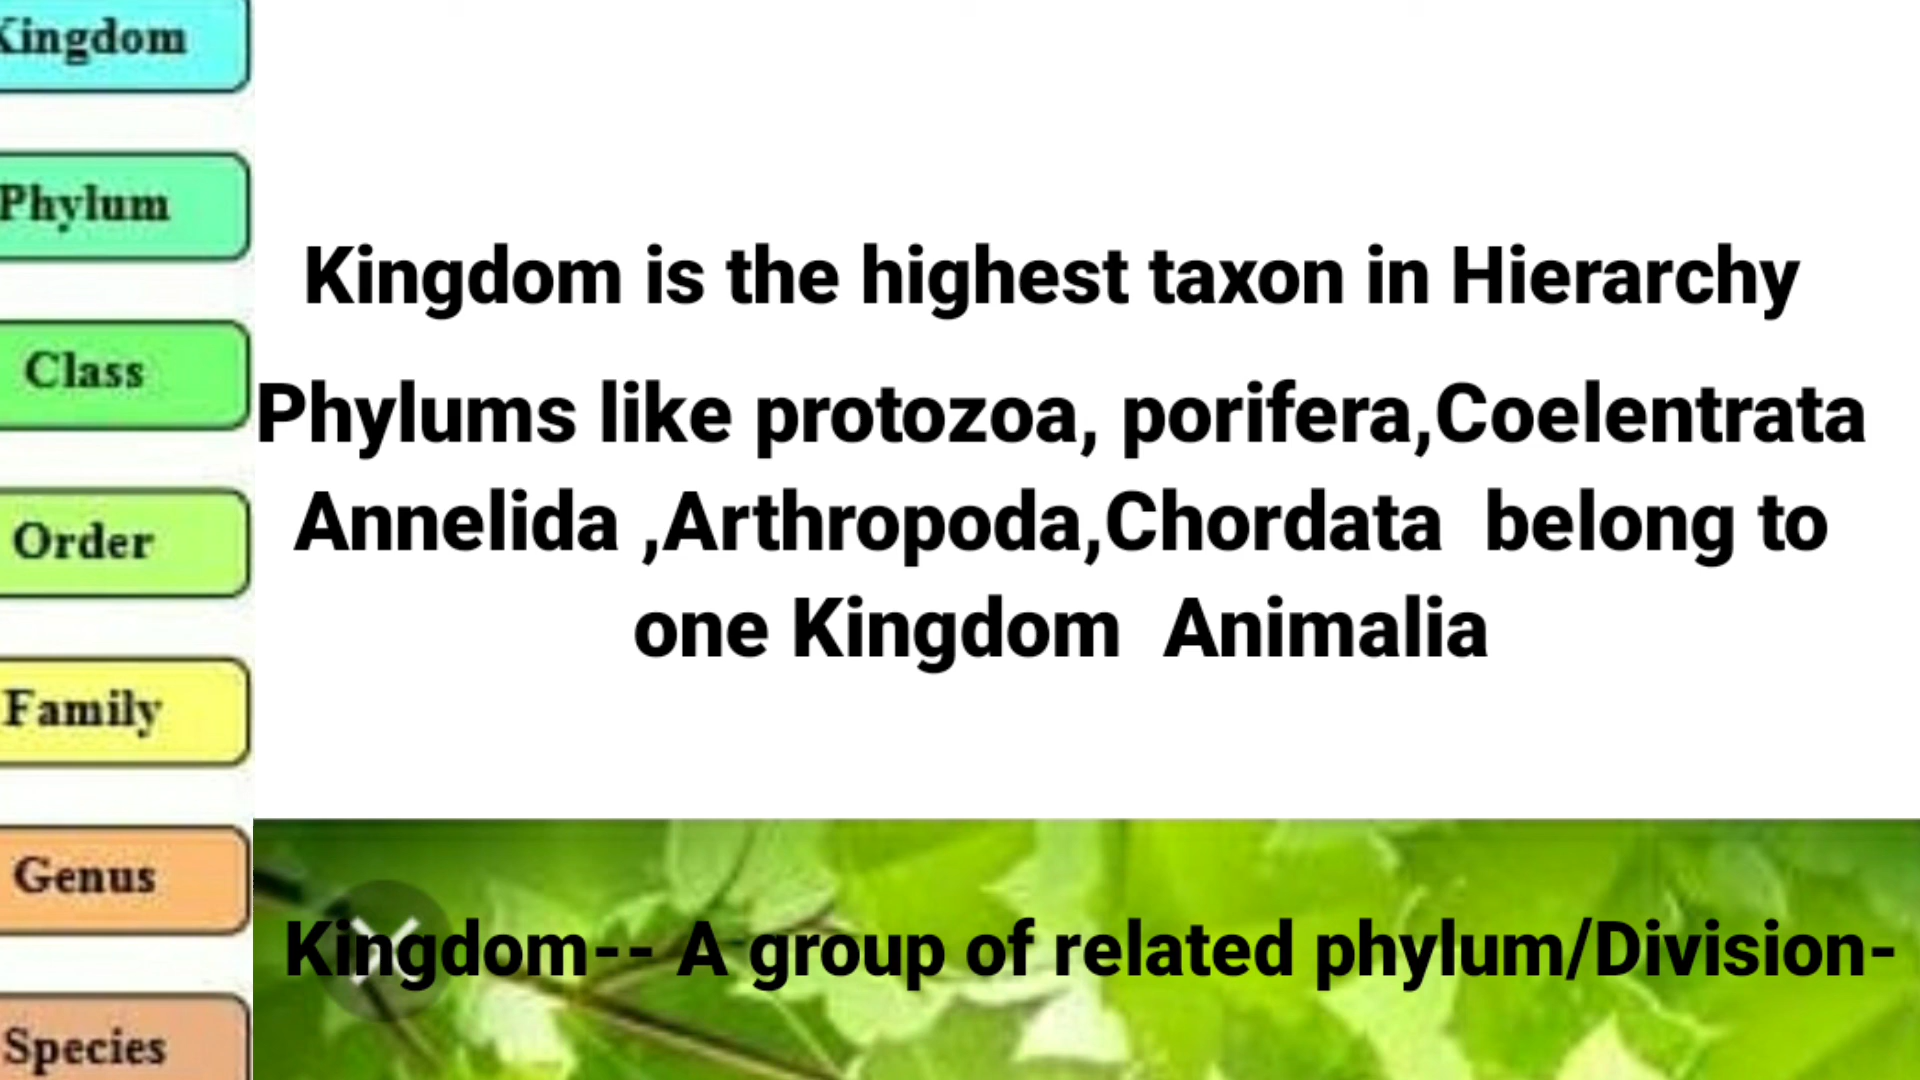 Kingdom
Phylum
Class
Order
Family
Genus
Species
Kingdom is the highest taxon in Hierarchy
Phylums like protozoa, porifera,Coelentrata
Annelida ,Arthropoda,Chordata  belong to
one Kingdom  Animalia
Kingdom-- A group of related phylum/Division-